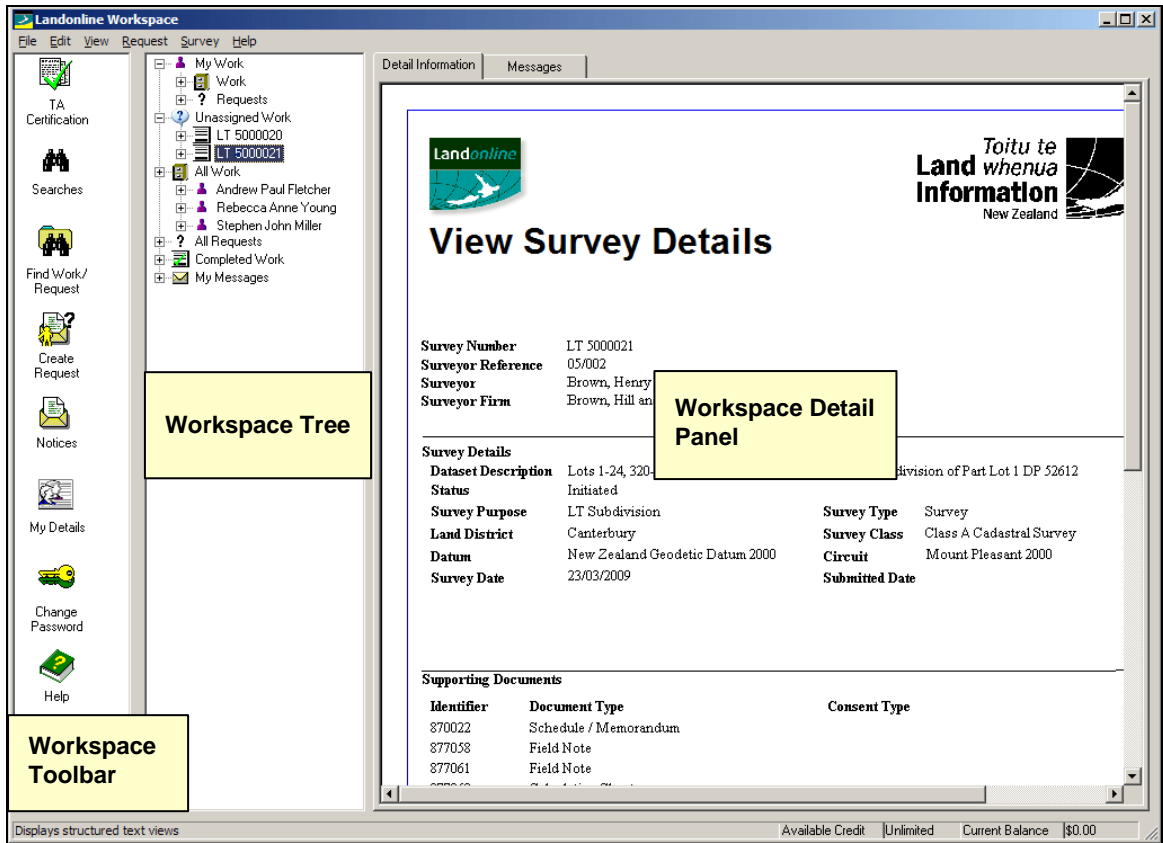 Landonline Workspace
File Edit View Request Survey Help
TA
Certification
Searches
Find Work/
Request
Create
Request
Notices
My Details
Change
Password
Help
Workspace
Toolbar
My Work
Work
? Requests
Unassigned Work
LT 5000020
LT 5000021
All Work
Andrew Paul Fletcher
Rebecca Anne Young
Stephen John Miller
? All Requests
Completed Work
My Messages
Workspace Tree
Detail Information Messages
Landonline
Toitu te
Land whenua
Information
New Zealand
View Survey Details
Survey Number LT 5000021
Surveyor Reference 05/002
Surveyor Brown, Henry
Surveyor Firm Brown, Hill an
Workspace Detail
Panel
Survey Details
Dataset Description Lots 1-24, 320- division of Part Lot 1 DP 52612
Status Initiated
Survey Purpose LT Subdivision Survey Type Survey
Land District Canterbury Survey Class Class A Cadastral Survey
Datum New Zealand Geodetic Datum 2000 Circuit Mount Pleasant 2000
Survey Date 23/03/2009 Submitted Date
Supporting Documents
Identifier Document Type Consent Type
870022 Schedule / Memorandum
877058 Field Note
877061 Field Note
Displays structured text views Available Credit Unlimited Current Balance $0.00